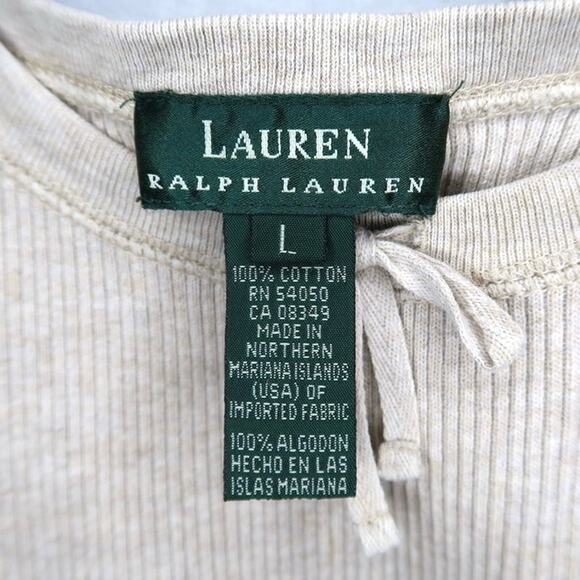 LAUREN
RALPH LAUREN
L
100% COTTON
RN 54050
CA 08349
MADE IN
NORTHERN
MARIANA ISLANDS
(USA) OF
IMPORTED FABRIC
100% ALGODON
HECHO EN LAS
ISLAS MARIANA